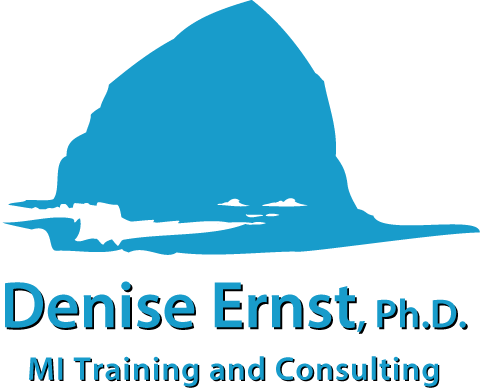 Denise Ernst, Ph.D.
MI Training and Consulting